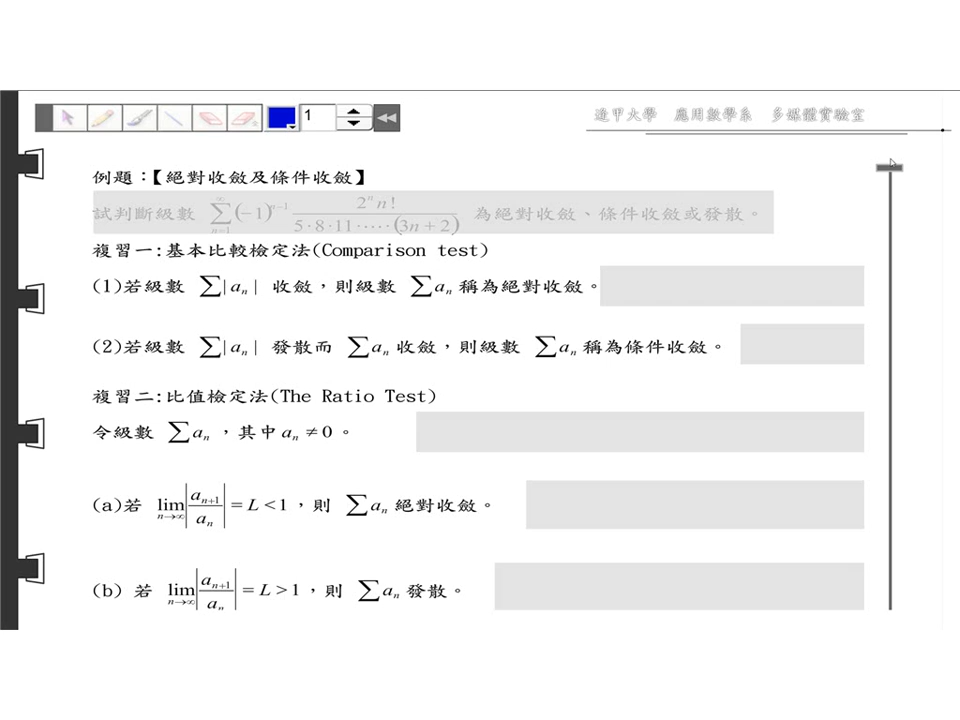 1
逢甲大學 應用數學系 多媒體實驗室
例題：【絕對收斂及條件收斂】
試判斷級數 \sum_{n=1}^{\infty} (-1)^{n-1} \frac{2^n n!}{5·8·11·····(3n+2)} 為絕對收斂、條件收斂或發散。
複習一:基本比較檢定法(Comparison test)
(1)若級數 ∑|a_n| 收斂，則級數 ∑a_n 稱為絕對收斂。
(2)若級數 ∑|a_n| 發散而 ∑a_n 收斂，則級數 ∑a_n 稱為條件收斂。
複習二:比值檢定法(The Ratio Test)
令級數 ∑a_n ，其中 a_n ≠ 0 。
(a)若 \lim_{n→∞} |\frac{a_{n+1}}{a_n}| = L < 1，則 ∑a_n 絕對收斂。
(b) 若 \lim_{n→∞} |\frac{a_{n+1}}{a_n}| = L > 1，則 ∑a_n 發散。